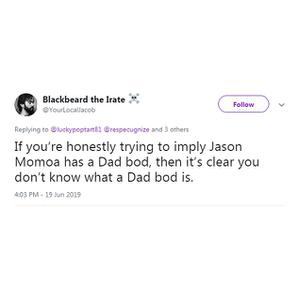 Blackbeard the Irate ☠
@YourLocalJacob
Follow
Replying to @luckypoptart81 @respecugnize and 3 others
If you're honestly trying to imply Jason
Momoa has a Dad bod, then it's clear you
don't know what a Dad bod is.
4:03 PM - 19 Jun 2019